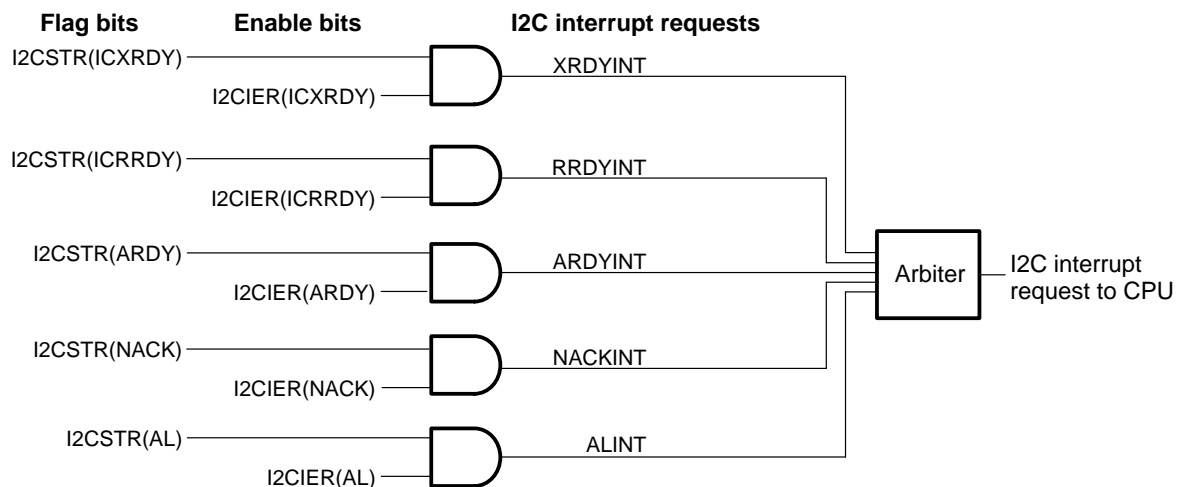 Flag bits Enable bits I2C interrupt requests
I2CSTR(ICXRDY)
XRDYINT
I2CIER(ICXRDY)
I2CSTR(ICRRDY)
RRDYINT
I2CIER(ICRRDY)
I2CSTR(ARDY)
ARDYINT
I2CIER(ARDY)
Arbiter
I2C interrupt
request to CPU
I2CSTR(NACK)
NACKINT
I2CIER(NACK)
I2CSTR(AL)
ALINT
I2CIER(AL)